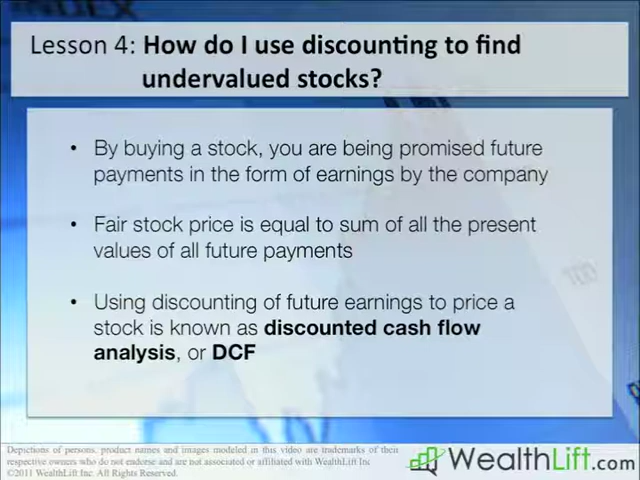 INDEX
Lesson 4: How do I use discounting to find
undervalued stocks?
• By buying a stock, you are being promised future
payments in the form of earnings by the company
• Fair stock price is equal to sum of all the present
values of all future payments
• Using discounting of future earnings to price a
stock is known as discounted cash flow
analysis, or DCF
100
Depictions of persons, product names and images modeled in this video are trademarks of their
respective owners who do not endorse and are not associated or affiliated with WealthLift Inc
©2011 WealthLift Inc. All Rights Reserved.
WealthLift.com